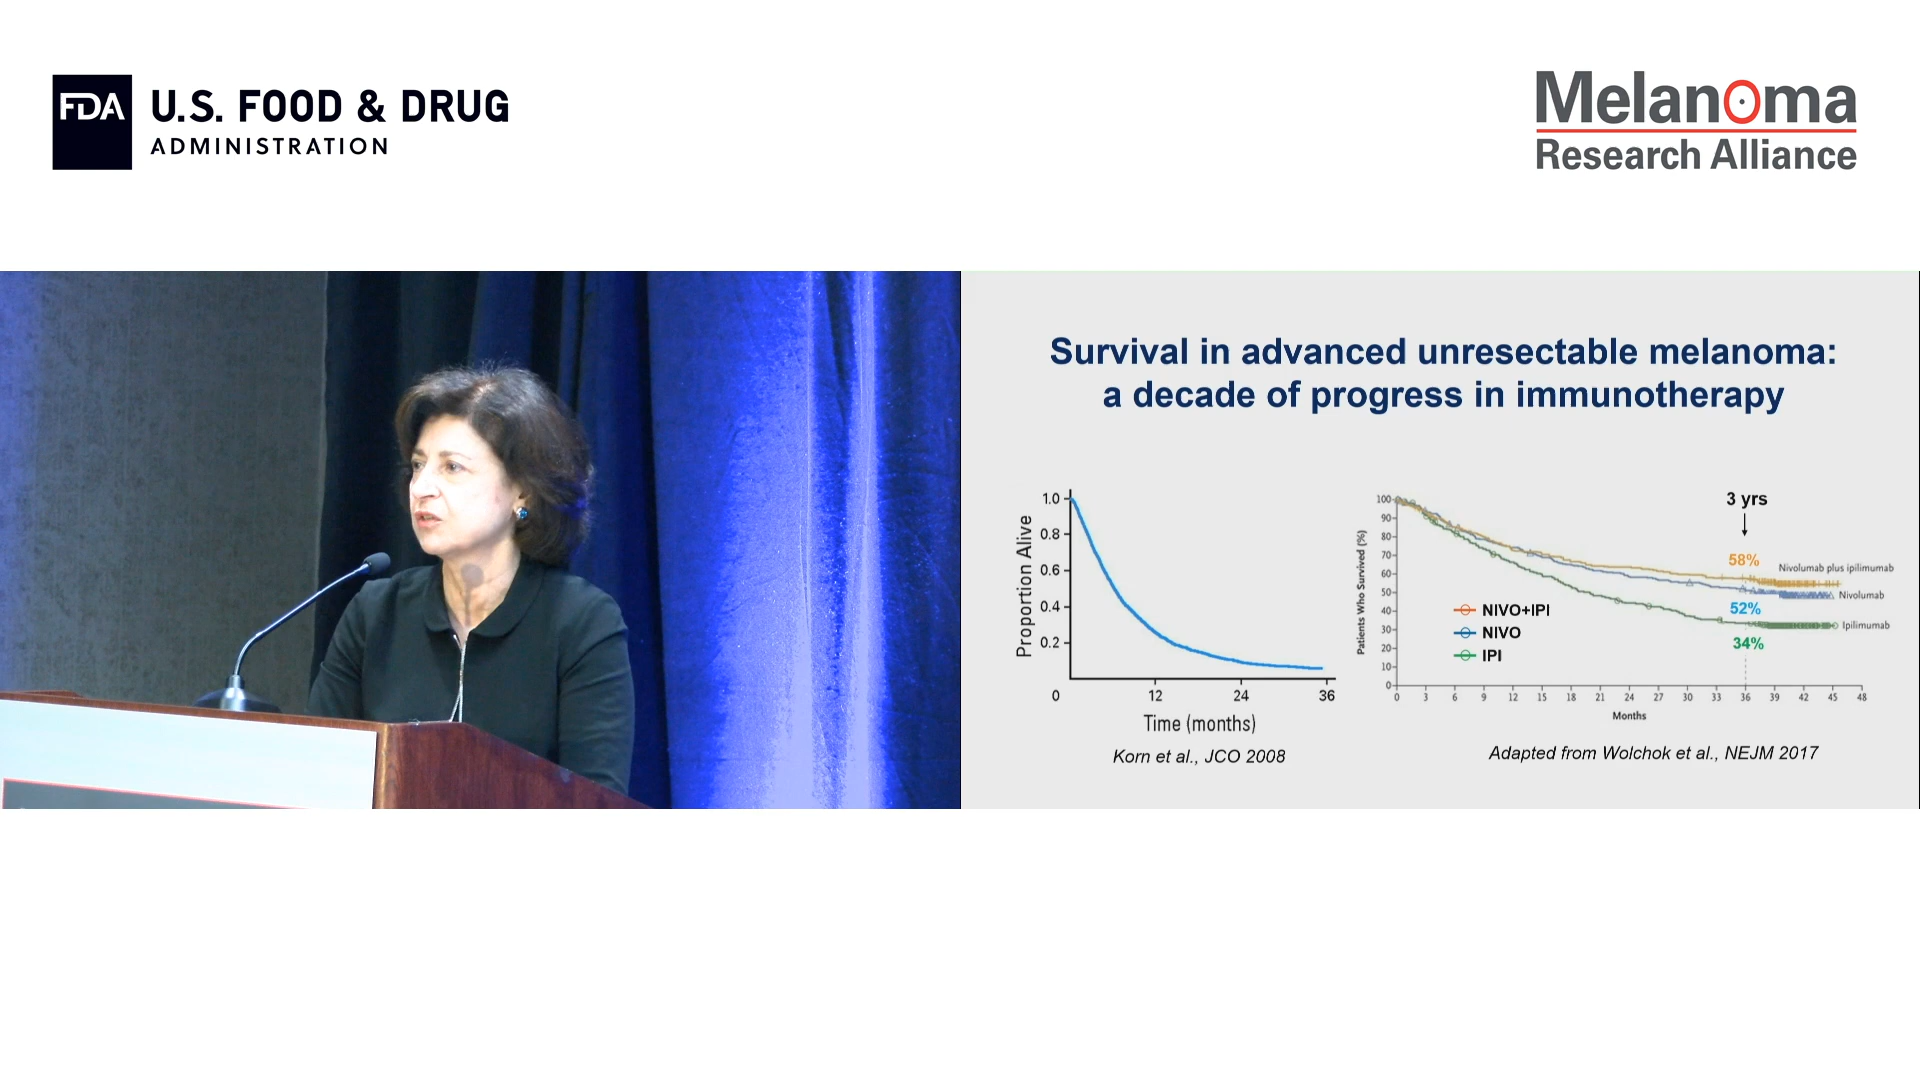 FDA
U.S. FOOD & DRUG
ADMINISTRATION
Melanoma
Research Alliance
Survival in advanced unresectable melanoma:
a decade of progress in immunotherapy
1.0
0.8
0.6
0.4
0.2
0
12
24
36
Proportion Alive
Time (months)
Korn et al., JCO 2008
100
90
80
70
60
50
40
30
20
10
0
Patients Who Survived (%)
3 yrs
58%
Nivolumab plus ipilimumab
52%
Nivolumab
34%
Ipilimumab
NIVO+IPI
NIVO
IPI
0 3 6 9 12 15 18 21 24 27 30 33 36 39 42 45 48
Months
Adapted from Wolchok et al., NEJM 2017